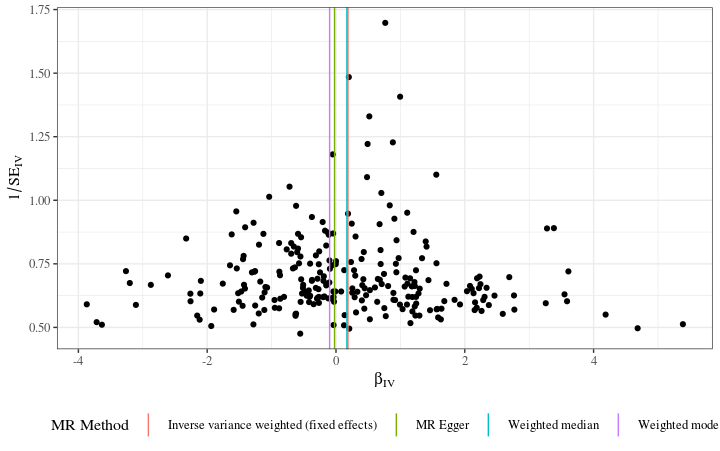 1.75
1.50
1.25
1.00
0.75
0.50
1/SE_IV
-4 -2 0 2 4
β_IV
MR Method Inverse variance weighted (fixed effects) MR Egger Weighted median Weighted mode